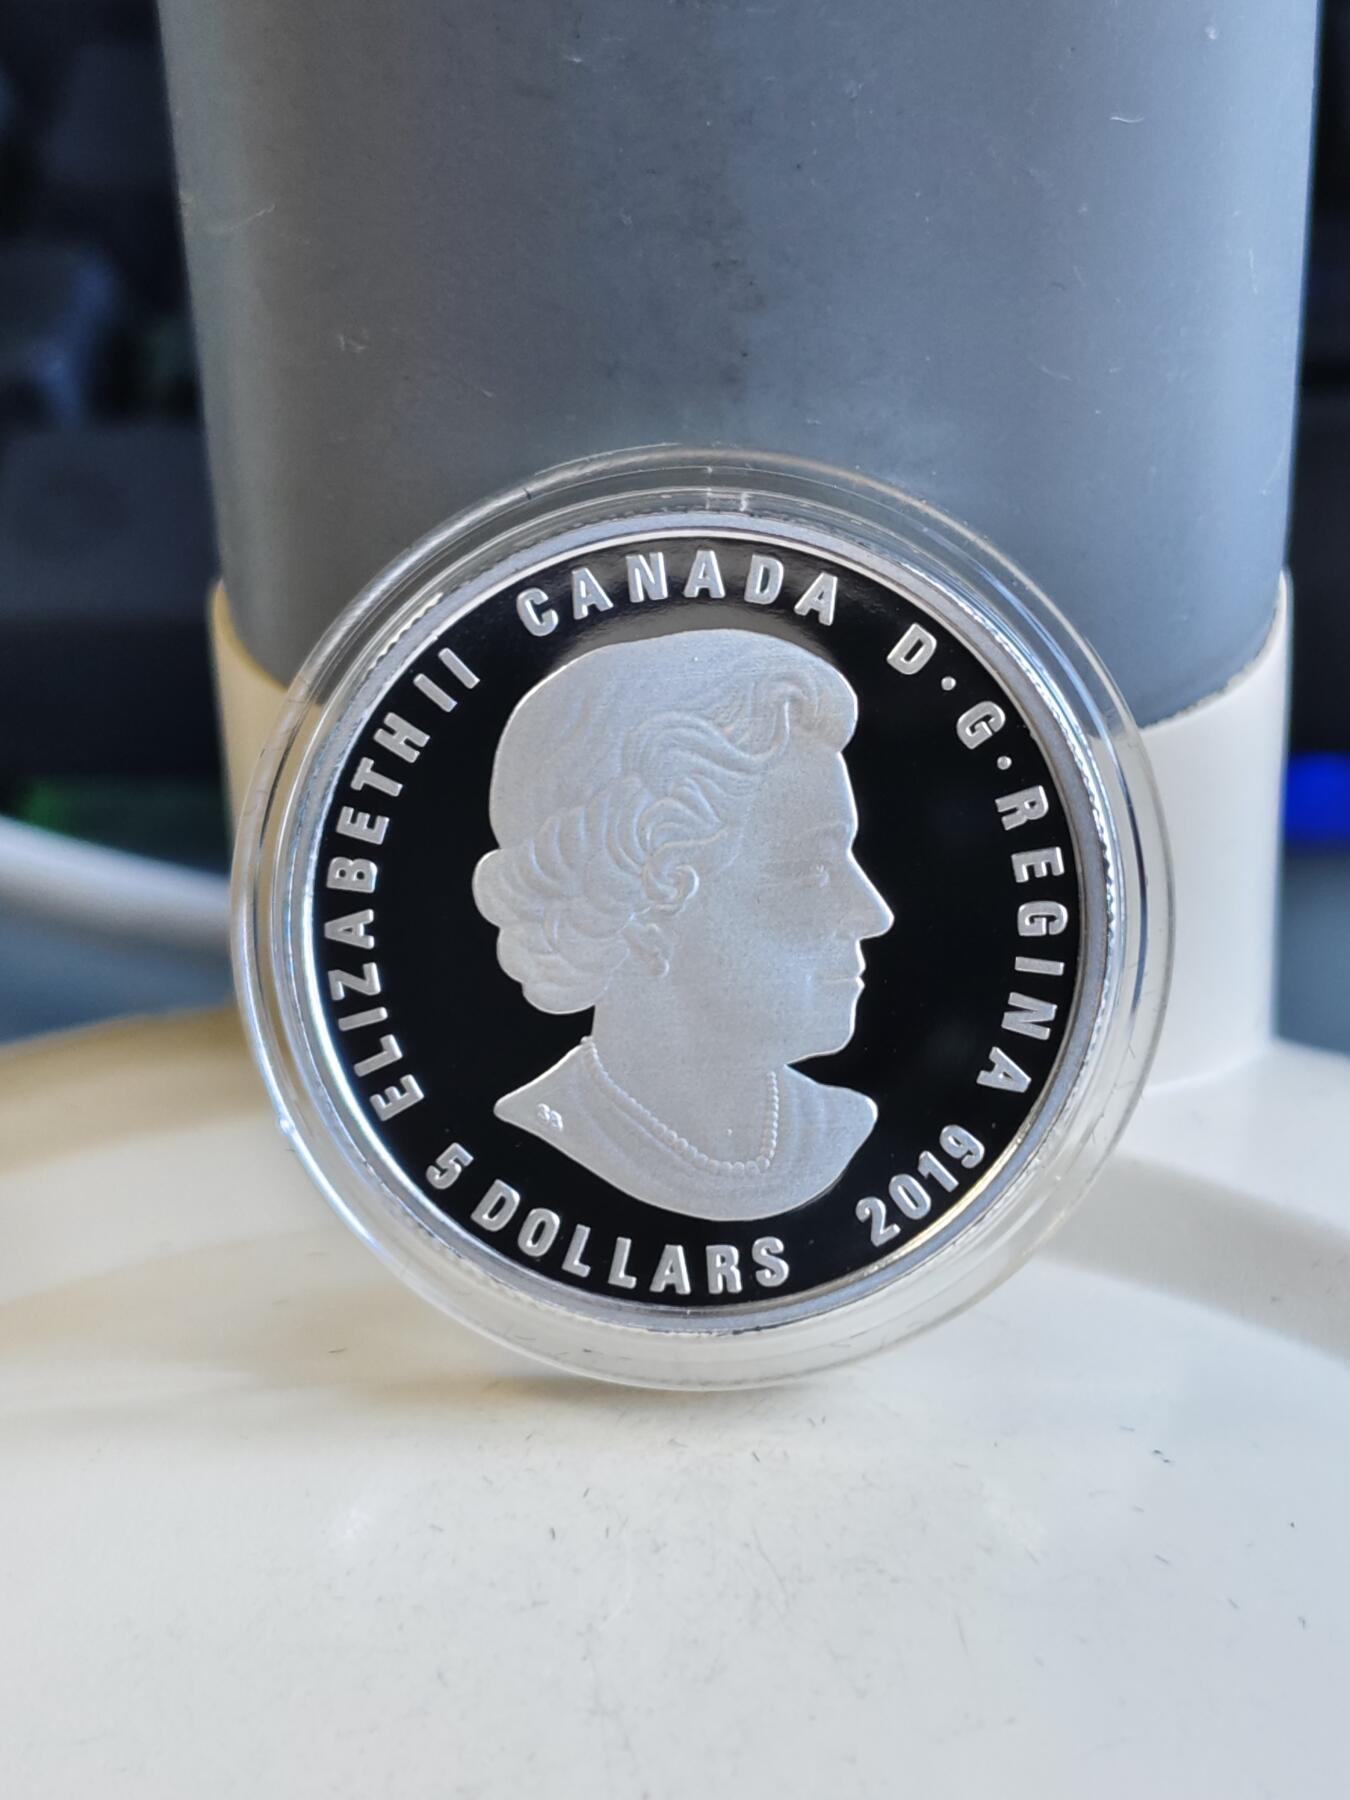 ELIZABETH II CANADA D·G·REGINA
5 DOLLARS 2019
SB